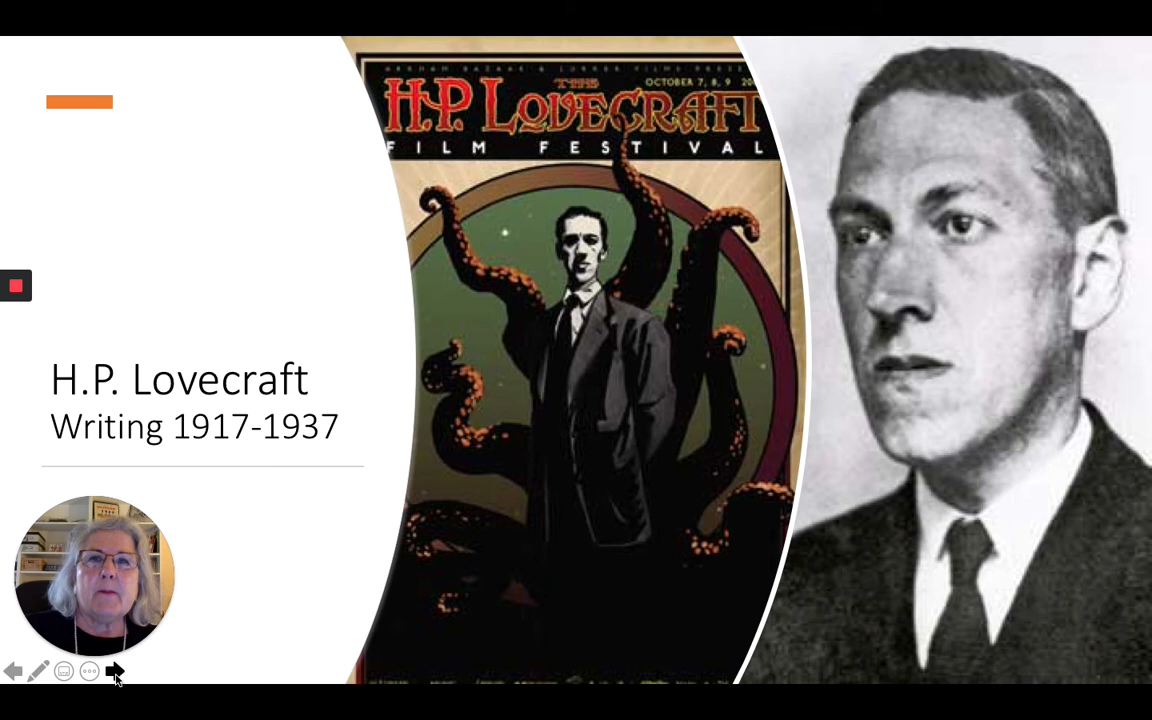 H.P. Lovecraft
Writing 1917-1937
THE
OCTOBER 7, 8, 9
H.P. LOVECRAFT
FILM FESTIVAL